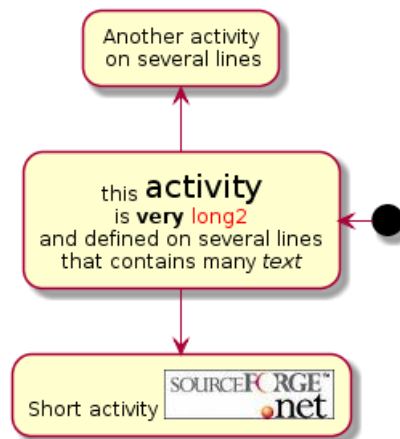 Another activity
on several lines
this activity
is very long2
and defined on several lines
that contains many text
Short activity SOURCEFORGE™
.net